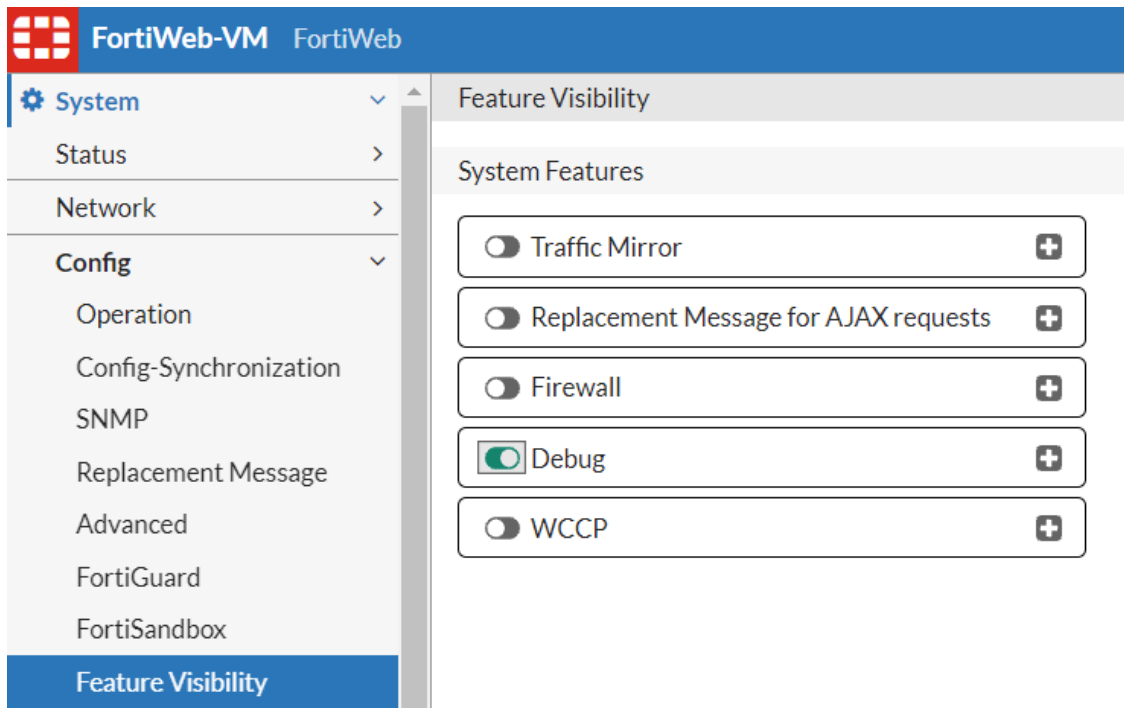 FortiWeb-VM FortiWeb
System
Status
Network
Config
Operation
Config-Synchronization
SNMP
Replacement Message
Advanced
FortiGuard
FortiSandbox
Feature Visibility
Feature Visibility
System Features
Traffic Mirror
Replacement Message for AJAX requests
Firewall
Debug
WCCP